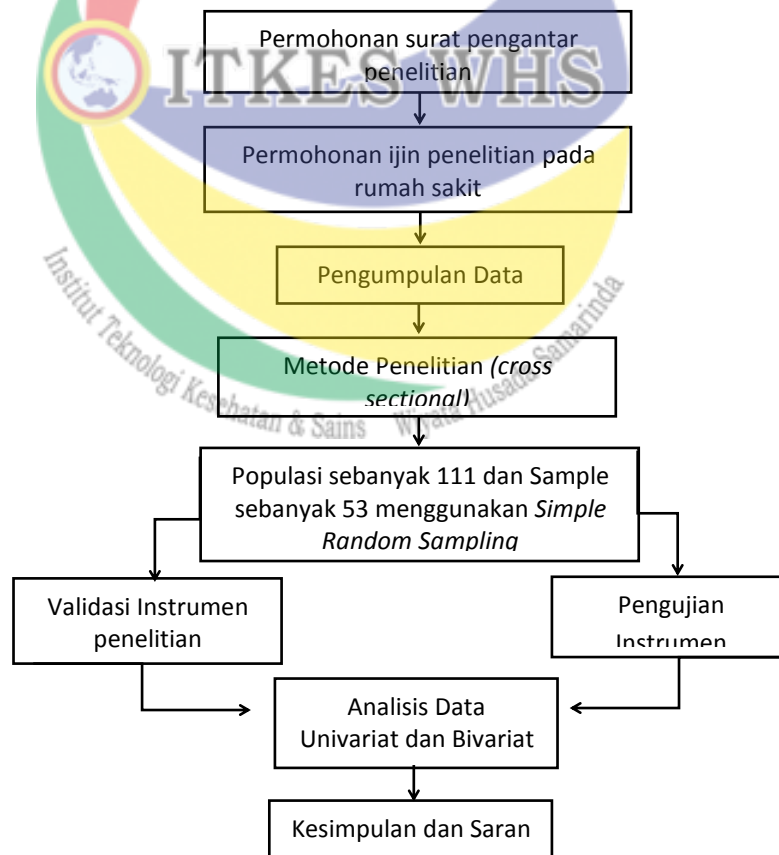 Permohonan surat pengantar
penelitian
ITKES WHS
Permohonan ijin penelitian pada
rumah sakit
Pengumpulan Data
Institut Teknologi Kesehatan & Sains Wiyata Husada Samarinda
Metode Penelitian (cross
sectional)
Populasi sebanyak 111 dan Sample
sebanyak 53 menggunakan Simple
Random Sampling
Validasi Instrumen
penelitian
Pengujian
Instrumen
Analisis Data
Univariat dan Bivariat
Kesimpulan dan Saran